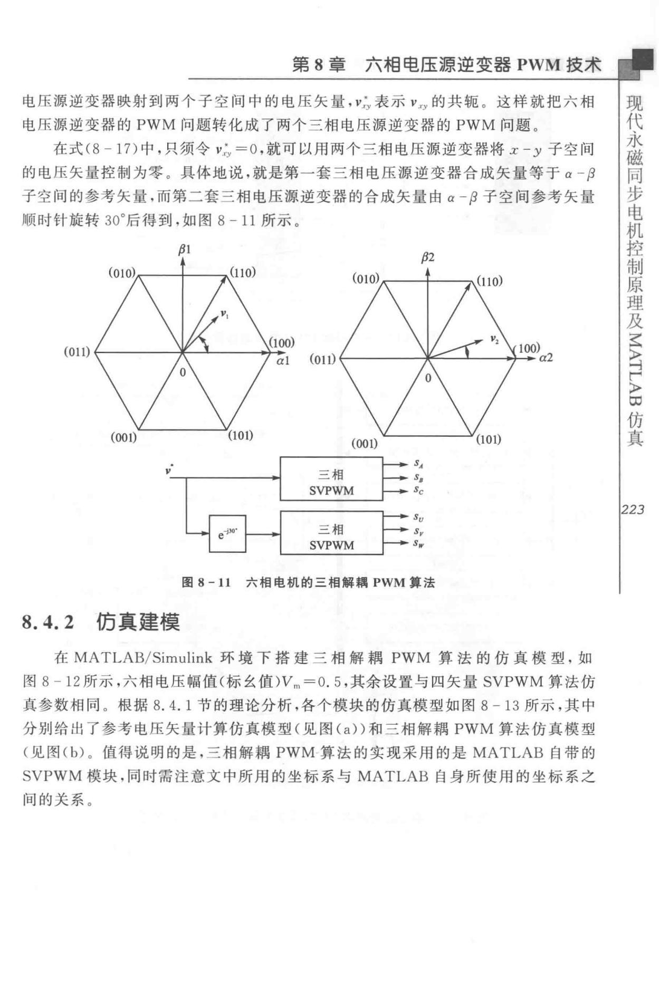 第 8 章 六相电压源逆变器 PWM 技术
电压源逆变器映射到两个子空间中的电压矢量,v*xy 表示 vxy 的共轭。这样就把六相
电压源逆变器的 PWM 问题转化成了两个三相电压源逆变器的 PWM 问题。
在式(8-17)中,只须令 v*xy=0,就可以用两个三相电压源逆变器将 x-y 子空间
的电压矢量控制为零。具体地说,就是第一套三相电压源逆变器合成矢量等于 α-β
子空间的参考矢量,而第二套三相电压源逆变器的合成矢量由 α-β 子空间参考矢量
顺时针旋转 30°后得到,如图 8-11 所示。
β1
(010)
(110)
v1
(011)
(100)
α1
0
(001)
(101)
β2
(010)
(110)
v2
(011)
(100)
α2
0
(001)
(101)
v*
三相
SVPWM
SA
SB
SC
e-j30°
三相
SVPWM
SU
SV
SW
图 8-11 六相电机的三相解耦 PWM 算法
8.4.2 仿真建模
在 MATLAB/Simulink 环境下搭建三相解耦 PWM 算法的仿真模型,如
图 8-12所示,六相电压幅值(标幺值)Vm=0.5,其余设置与四矢量 SVPWM 算法仿
真参数相同。根据 8.4.1 节的理论分析,各个模块的仿真模型如图 8-13 所示,其中
分别给出了参考电压矢量计算仿真模型(见图(a))和三相解耦 PWM 算法仿真模型
(见图(b)。值得说明的是,三相解耦 PWM 算法的实现采用的是 MATLAB 自带的
SVPWM 模块,同时需注意文中所用的坐标系与 MATLAB 自身所使用的坐标系之
间的关系。
现代永磁同步电机控制原理及MATLAB仿真
223